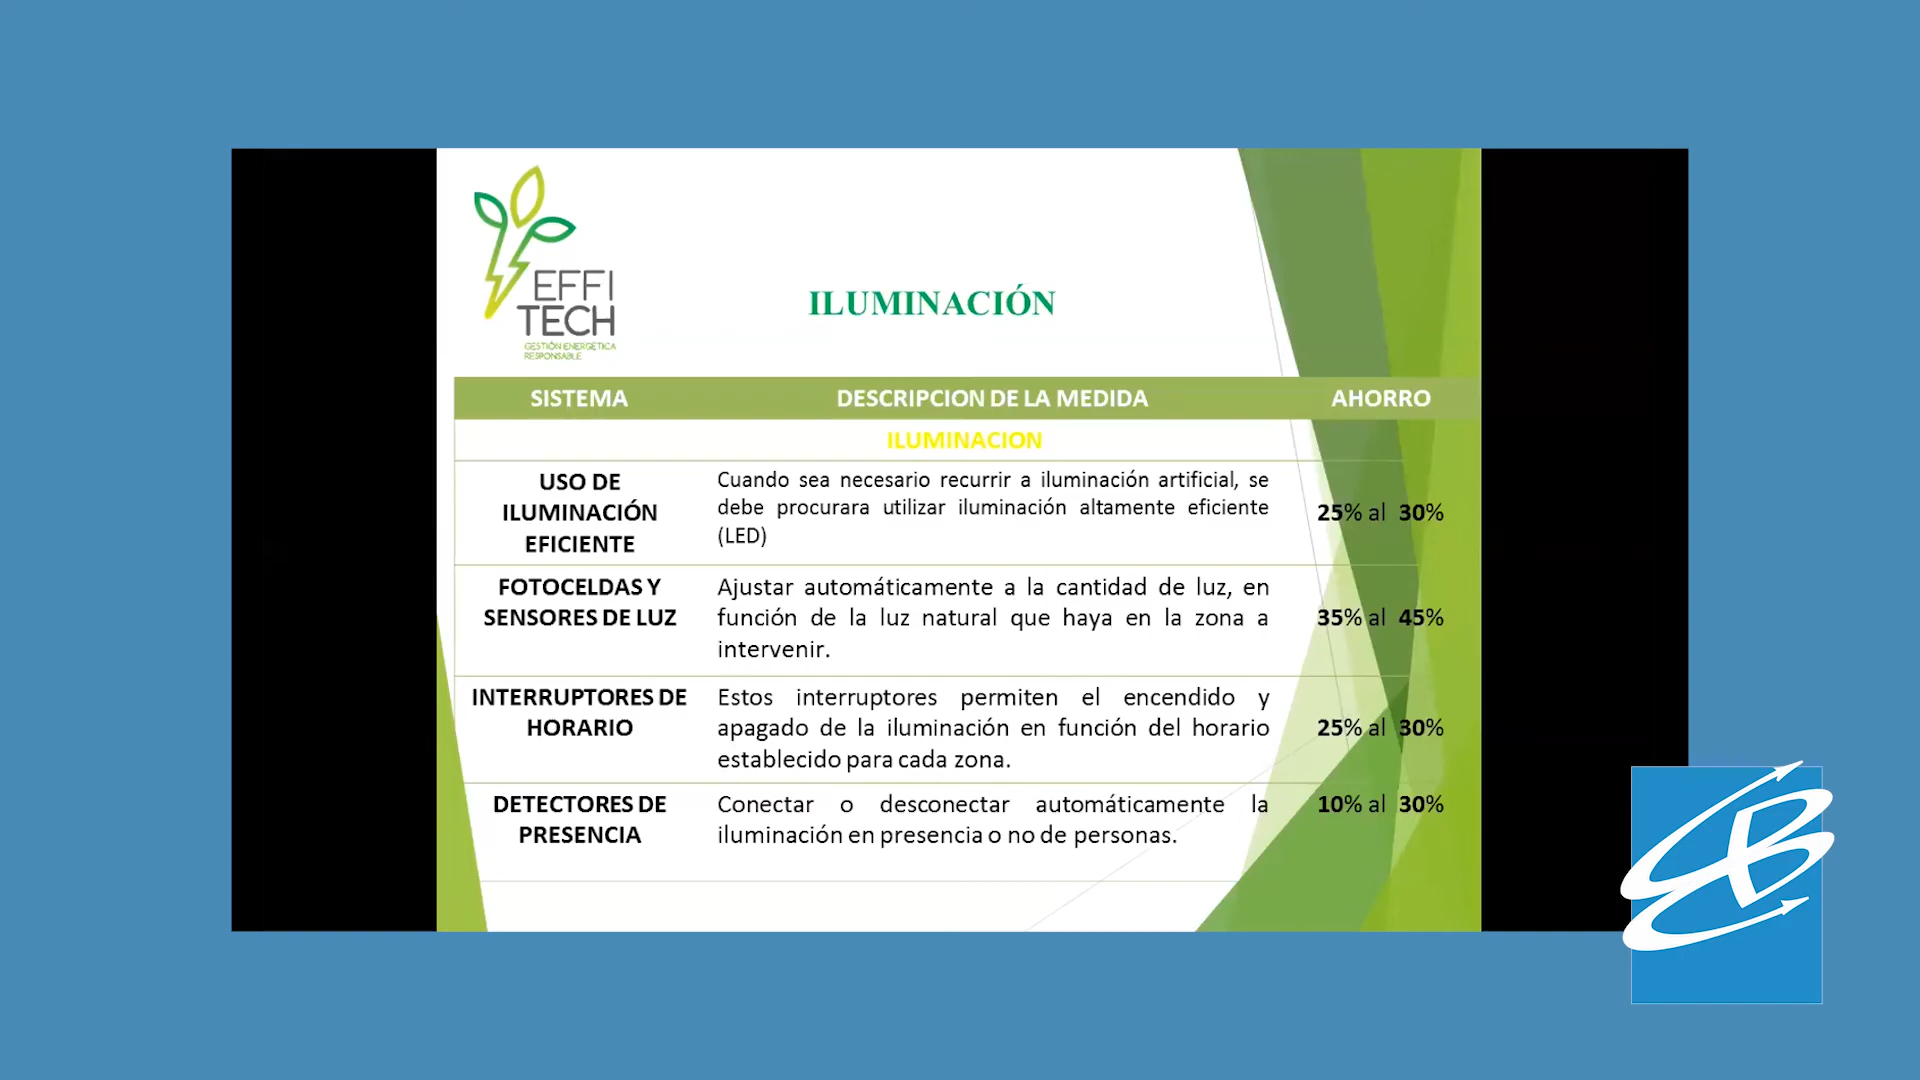 EFFI
TECH
GESTIÓN ENERGÉTICA
RESPONSABLE
ILUMINACIÓN
SISTEMA DESCRIPCION DE LA MEDIDA AHORRO
ILUMINACION
USO DE
ILUMINACIÓN
EFICIENTE
Cuando sea necesario recurrir a iluminación artificial, se
debe procurara utilizar iluminación altamente eficiente
(LED)
25% al 30%
FOTOCELDAS Y
SENSORES DE LUZ
Ajustar automáticamente a la cantidad de luz, en
función de la luz natural que haya en la zona a
intervenir.
35% al 45%
INTERRUPTORES DE
HORARIO
Estos interruptores permiten el encendido y
apagado de la iluminación en función del horario
establecido para cada zona.
25% al 30%
DETECTORES DE
PRESENCIA
Conectar o desconectar automáticamente la
iluminación en presencia o no de personas.
10% al 30%